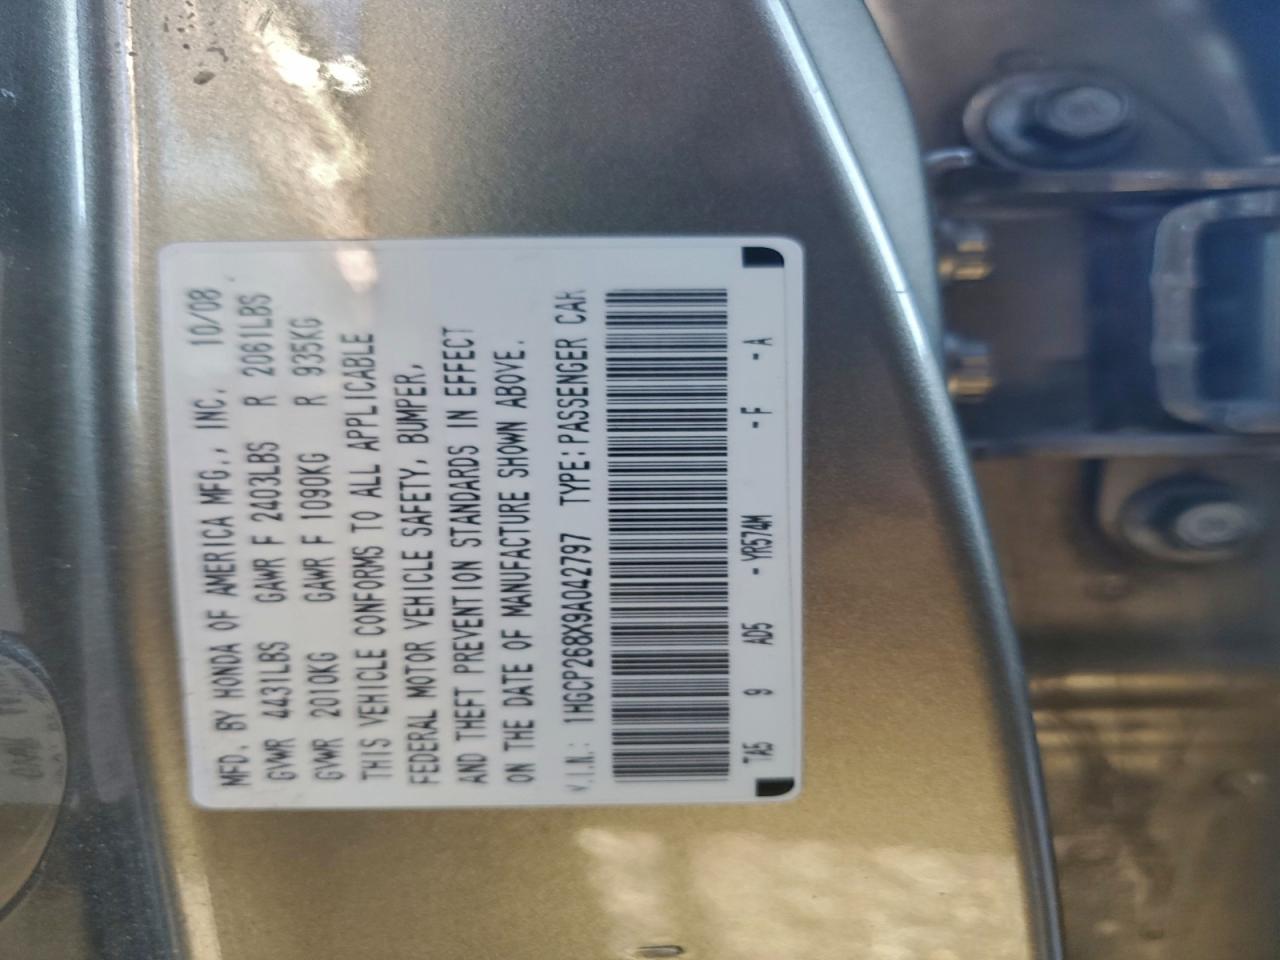 MFD. BY HONDA OF AMERICA MFG., INC. 10/08
GVWR 4431LBS GAWR F 2403LBS R 2061LBS
GVWR 2010KG GAWR F 1090KG R 935KG
THIS VEHICLE CONFORMS TO ALL APPLICABLE
FEDERAL MOTOR VEHICLE SAFETY, BUMPER,
AND THEFT PREVENTION STANDARDS IN EFFECT
ON THE DATE OF MANUFACTURE SHOWN ABOVE.
V.I.N.: 1HGCP268X9A042797 TYPE:PASSENGER CAR
TA5 9 AD5 -YR574M -F -A